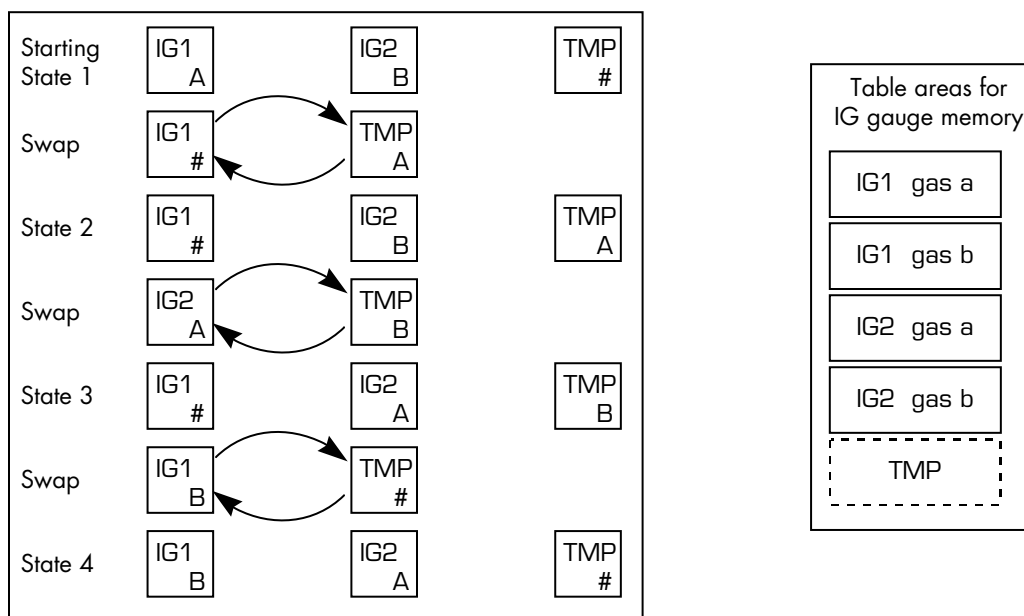 Starting
State 1
IG1
A
IG2
B
TMP
#
Swap
IG1
#
TMP
A
State 2
IG1
#
IG2
B
TMP
A
Swap
IG2
A
TMP
B
State 3
IG1
#
IG2
A
TMP
B
Swap
IG1
B
TMP
#
State 4
IG1
B
IG2
A
TMP
#
Table areas for
IG gauge memory
IG1 gas a
IG1 gas b
IG2 gas a
IG2 gas b
TMP